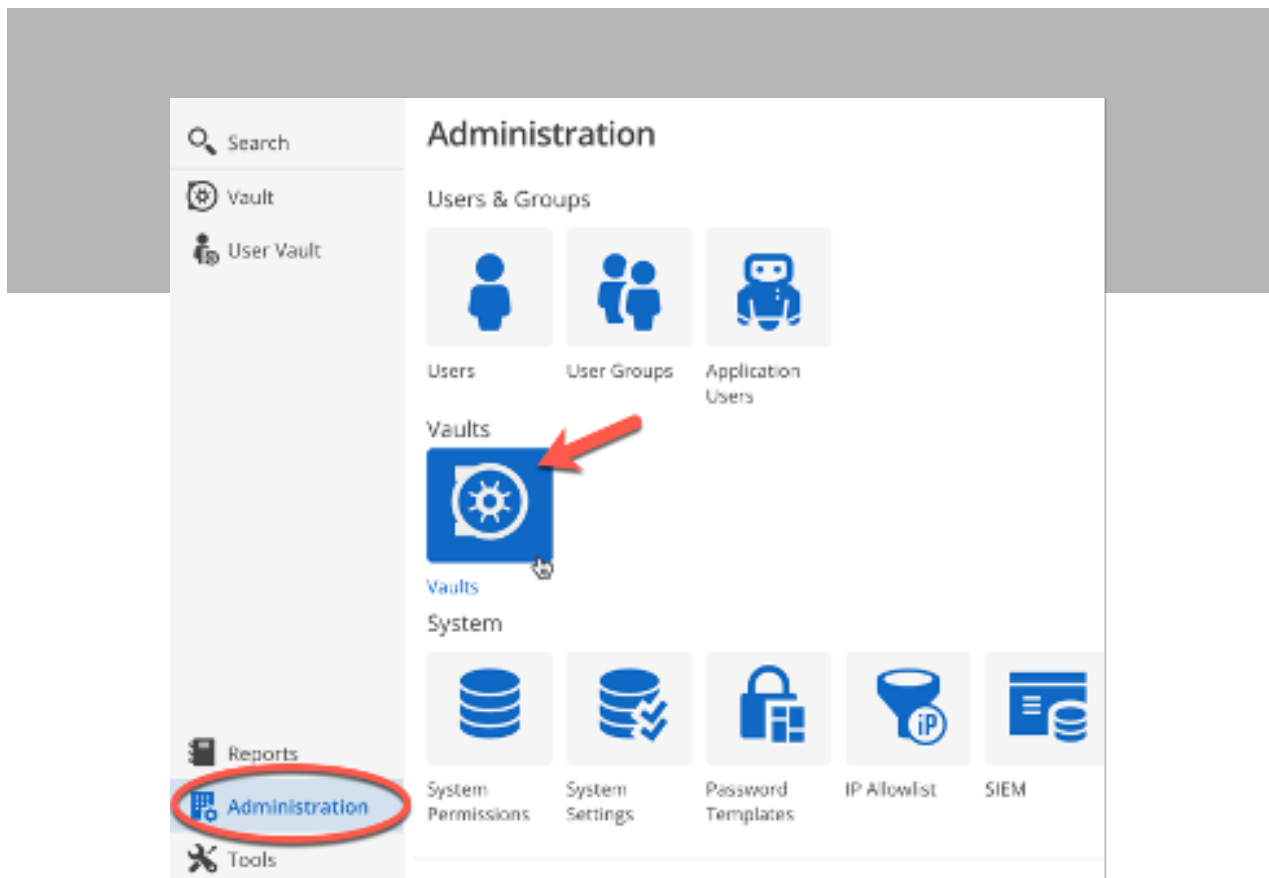 Search
Vault
User Vault
Reports
Administration
Tools
Administration
Users & Groups
Users
User Groups
Application
Users
Vaults
Vaults
System
iP
System
Permissions
System
Settings
Password
Templates
IP Allowlist
SIEM